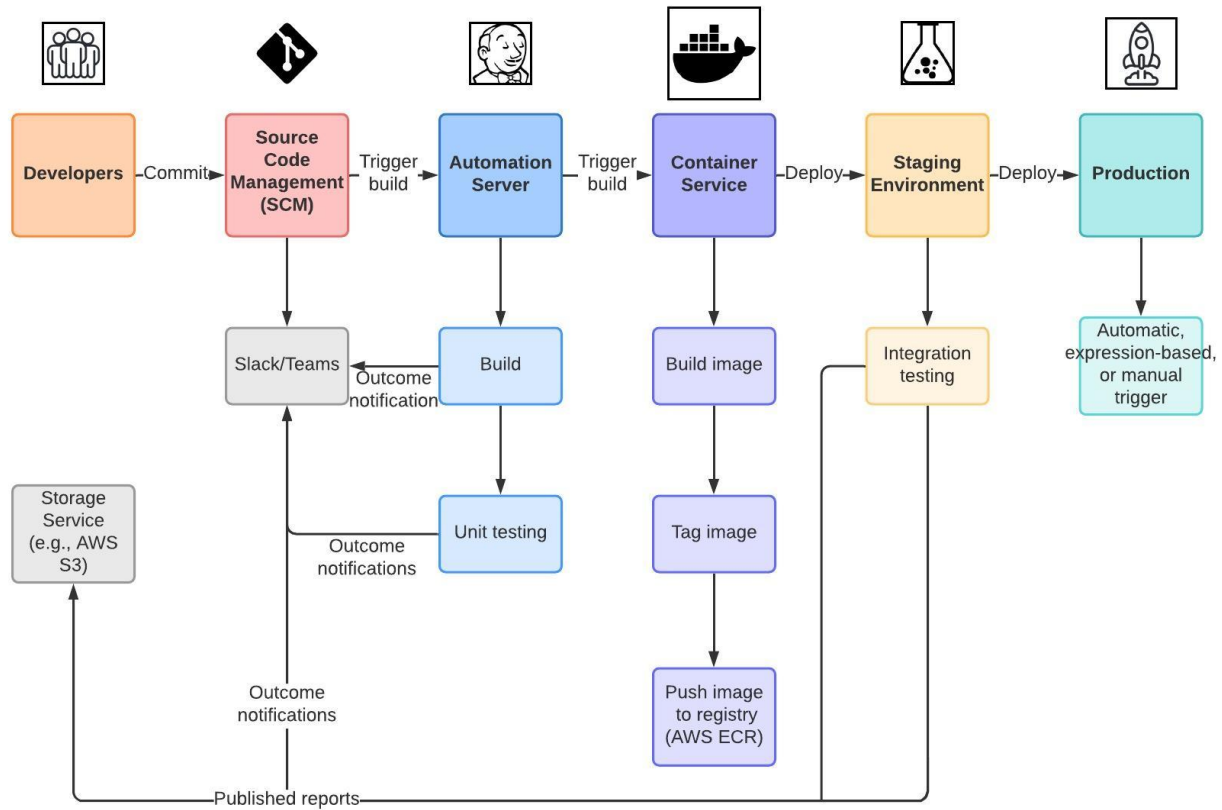 Developers
Commit
Source
Code
Management
(SCM)
Trigger
build
Automation
Server
Trigger
build
Container
Service
Deploy
Staging
Environment
Deploy
Production
Slack/Teams
Outcome
notification
Build
Build image
Integration
testing
Automatic,
expression-based,
or manual
trigger
Storage
Service
(e.g., AWS
S3)
Outcome
notifications
Unit testing
Tag image
Outcome
notifications
Push image
to registry
(AWS ECR)
Published reports